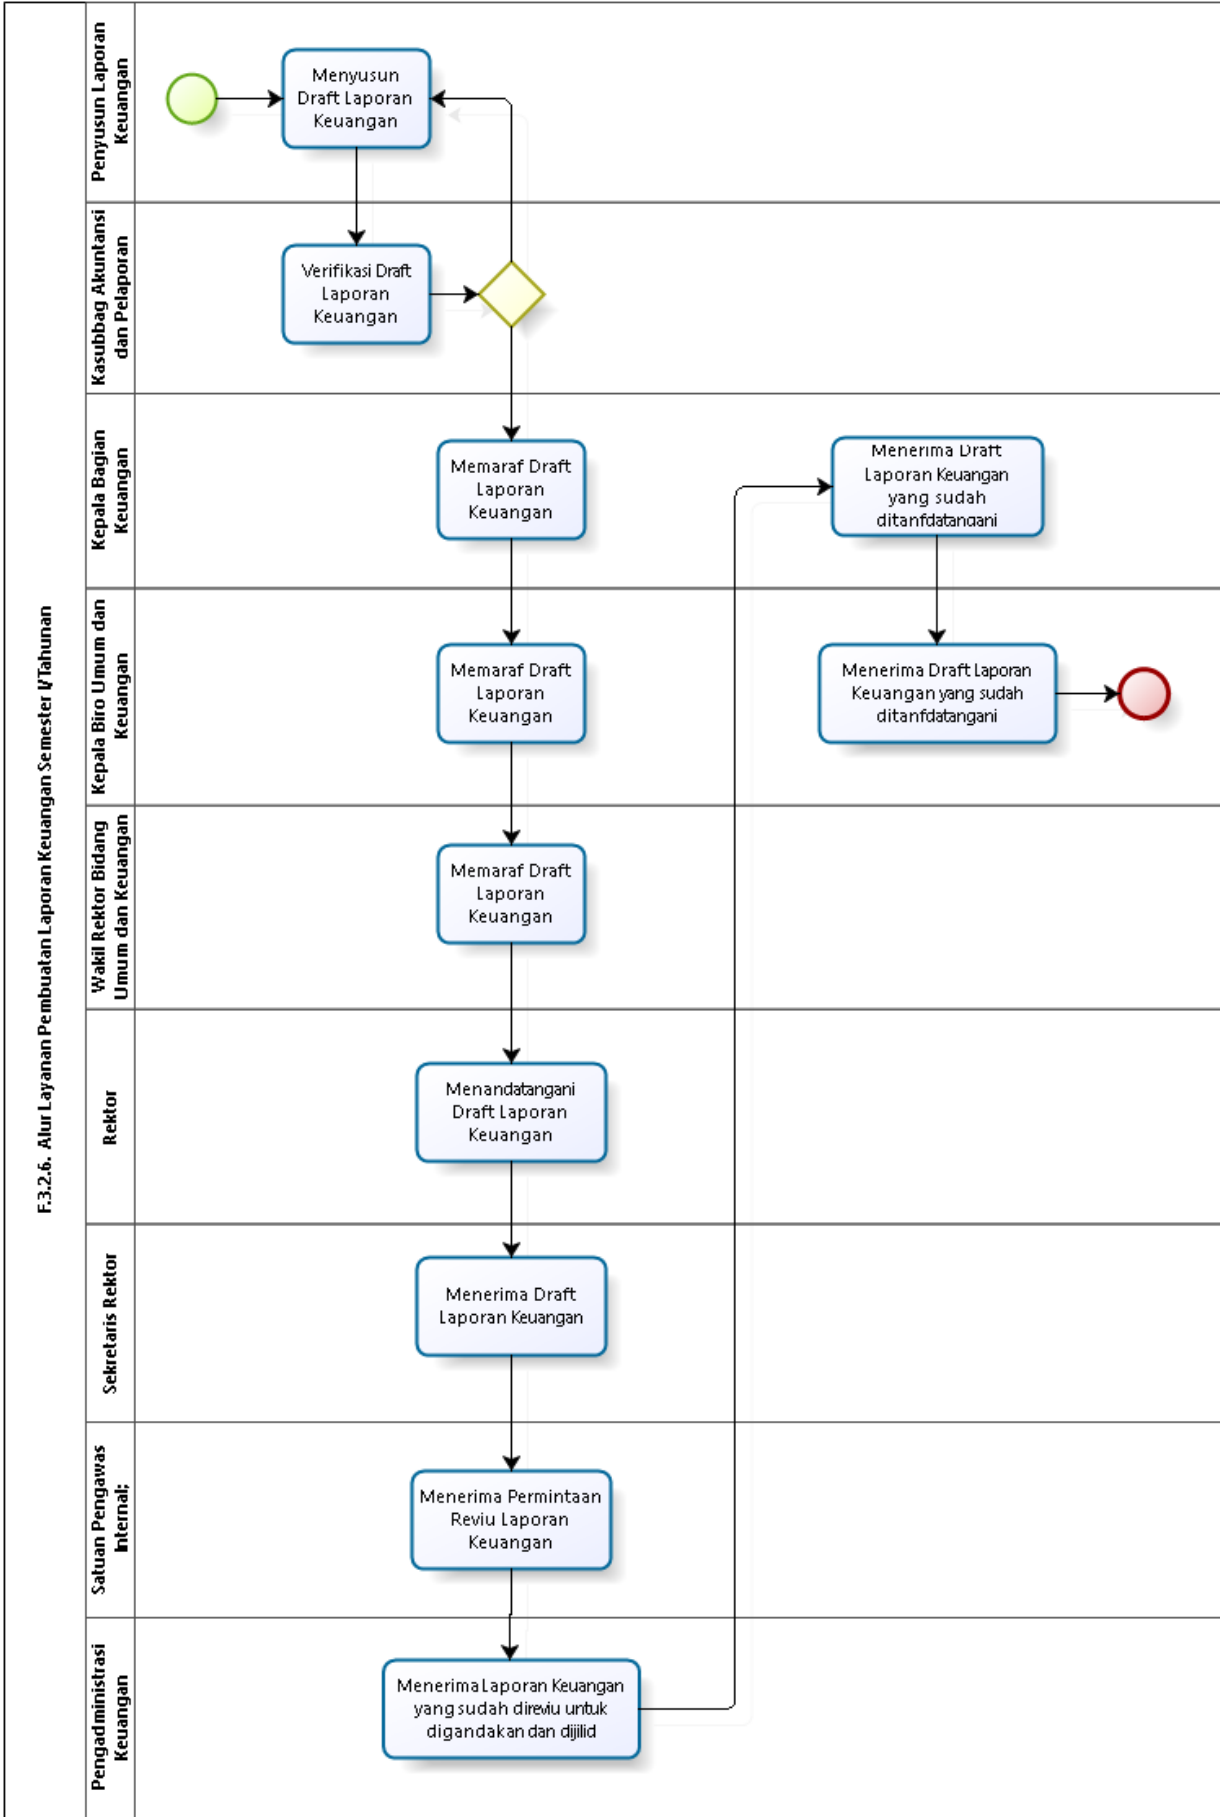 F.3.2.6. Alur Layanan Pembuatan Laporan Keuangan Semester I/Tahunan
Penyusun Laporan
Keuangan
Menyusun
Draft Laporan
Keuangan
Kasubbag Akuntansi
dan Pelaporan
Verifikasi Draft
Laporan
Keuangan
Kepala Bagian
Keuangan
Memaraf Draft
Laporan
Keuangan
Menerima Draft
Laporan Keuangan
yang sudah
ditanfdatangani
Kepala Biro Umum dan
Keuangan
Memaraf Draft
Laporan
Keuangan
Menerima Draft Laporan
Keuangan yang sudah
ditanfdatangani
Wakil Rektor Bidang
Umum dan Keuangan
Memaraf Draft
Laporan
Keuangan
Rektor
Menandatangani
Draft Laporan
Keuangan
Sekretaris Rektor
Menerima Draft
Laporan Keuangan
Satuan Pengawas
Internal;
Menerima Permintaan
Reviu Laporan
Keuangan
Pengadministrasi
Keuangan
Menerima Laporan Keuangan
yang sudah direviu untuk
digandakan dan dijilid